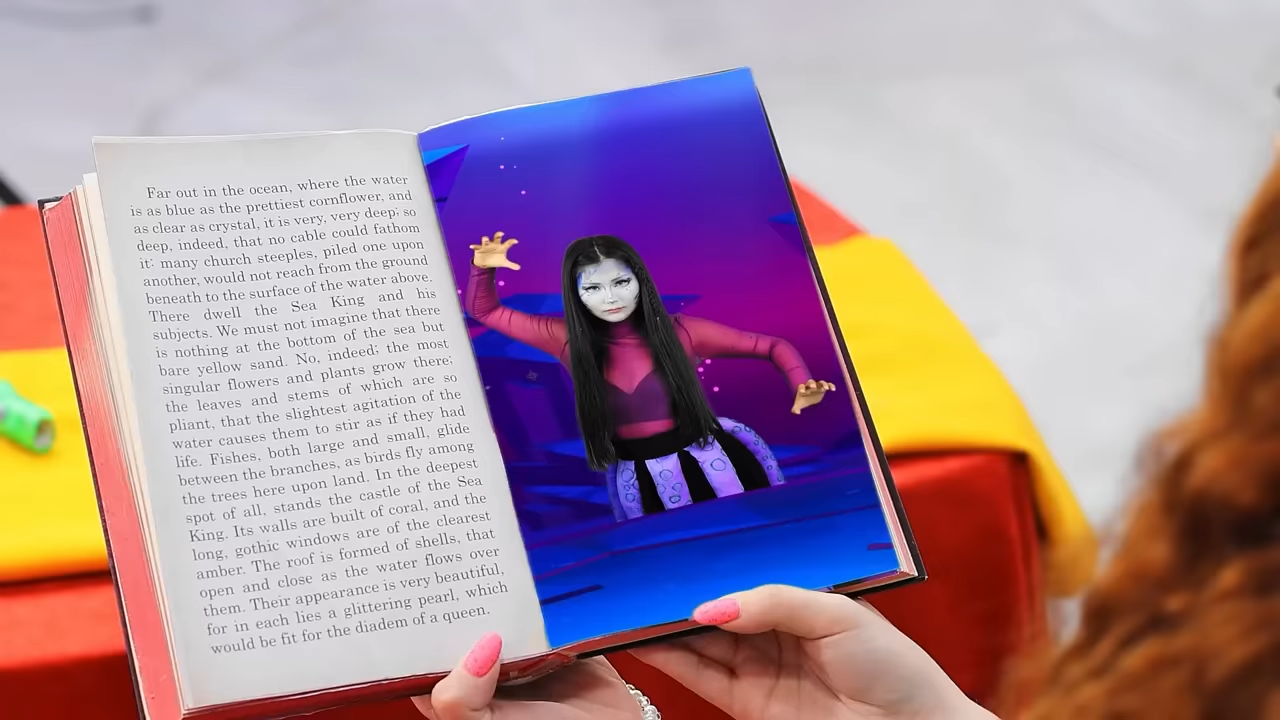 Far out in the ocean, where the water
is as blue as the prettiest cornflower, and
as clear as crystal, it is very, very deep; so
deep, indeed, that no cable could fathom
it: many church steeples, piled one upon
another, would not reach from the ground
beneath to the surface of the water above.
There dwell the Sea King and his
subjects. We must not imagine that there
is nothing at the bottom of the sea but
bare yellow sand. No, indeed; the most
singular flowers and plants grow there;
the leaves and stems of which are so
pliant, that the slightest agitation of the
water causes them to stir as if they had
life. Fishes, both large and small, glide
between the branches, as birds fly among
the trees here upon land. In the deepest
spot of all, stands the castle of the Sea
King. Its walls are built of coral, and the
long, gothic windows are of the clearest
amber. The roof is formed of shells, that
open and close as the water flows over
them. Their appearance is very beautiful,
for in each lies a glittering pearl, which
would be fit for the diadem of a queen.